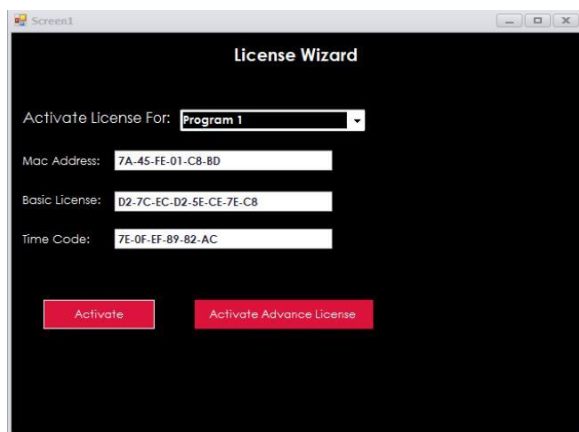 Screen1
License Wizard
Activate License For: Program 1
Mac Address: 7A-45-FE-01-C8-BD
Basic License: D2-7C-EC-D2-5E-CE-7E-C8
Time Code: 7E-0F-EF-89-82-AC
Activate Activate Advance License